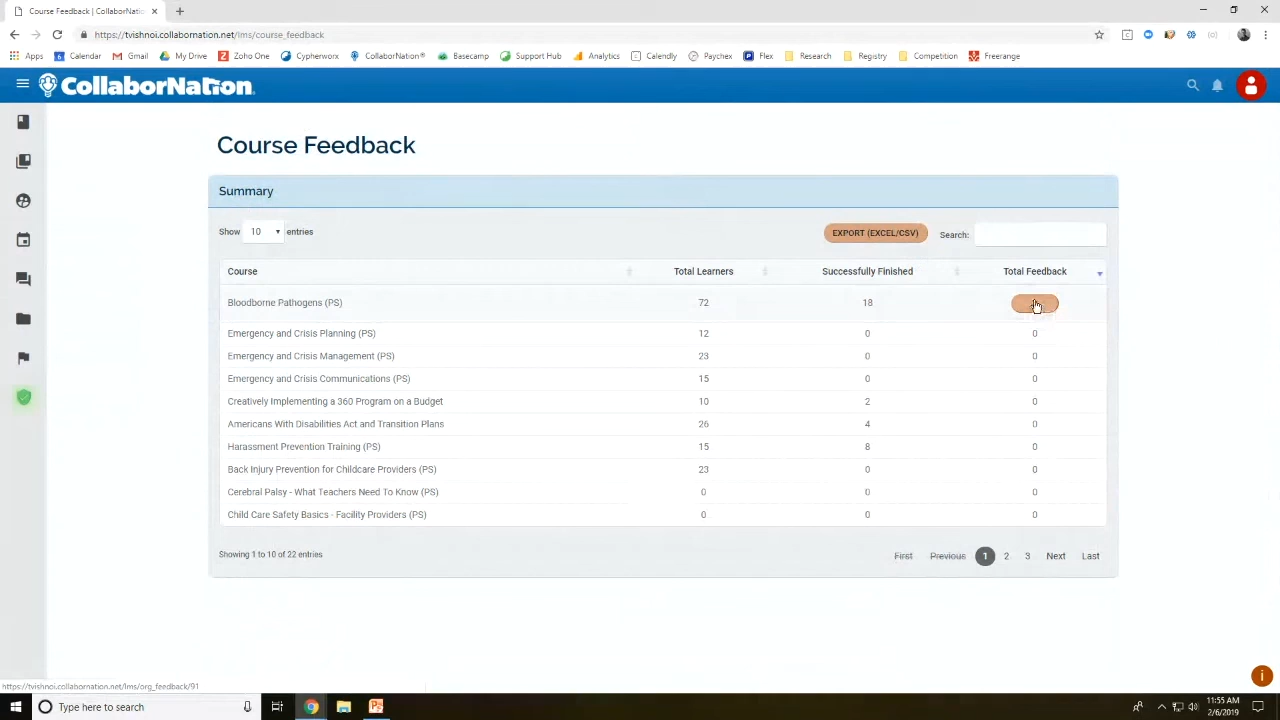 Course Feedback | CollaborNatio
https://tvishnoi.collabornation.net/lms/course_feedback
Apps Calendar Gmail My Drive Zoho One Cypherworx CollaborNation® Basecamp Support Hub Analytics Calendly Paychex Flex Research Registry Competition Freerange
CollaborNation.
Course Feedback
Summary
Show 10 entries EXPORT (EXCEL/CSV) Search:
Course Total Learners Successfully Finished Total Feedback
Bloodborne Pathogens (PS) 72 18
Emergency and Crisis Planning (PS) 12 0 0
Emergency and Crisis Management (PS) 23 0 0
Emergency and Crisis Communications (PS) 15 0 0
Creatively Implementing a 360 Program on a Budget 10 2 0
Americans With Disabilities Act and Transition Plans 26 4 0
Harassment Prevention Training (PS) 15 8 0
Back Injury Prevention for Childcare Providers (PS) 23 0 0
Cerebral Palsy - What Teachers Need To Know (PS) 0 0 0
Child Care Safety Basics - Facility Providers (PS) 0 0 0
Showing 1 to 10 of 22 entries First Previous 1 2 3 Next Last
https://tvishnoi.collabornation.net/lms/org_feedback/91
Type here to search
11:55 AM
2/6/2019